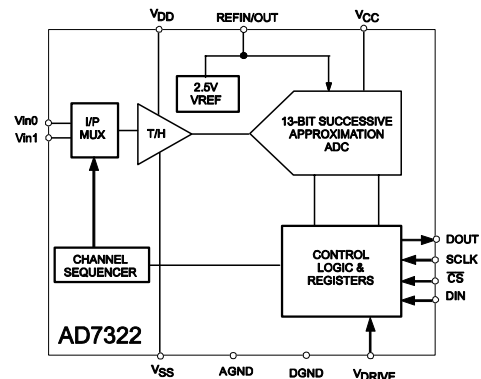 VDD
REFIN/OUT
VCC
2.5V
VREF
Vin0
Vin1
I/P
MUX
T/H
13-BIT SUCCESSIVE
APPROXIMATION
ADC
CHANNEL
SEQUENCER
CONTROL
LOGIC &
REGISTERS
DOUT
SCLK
CS
DIN
AD7322
VSS
AGND
DGND
VDRIVE